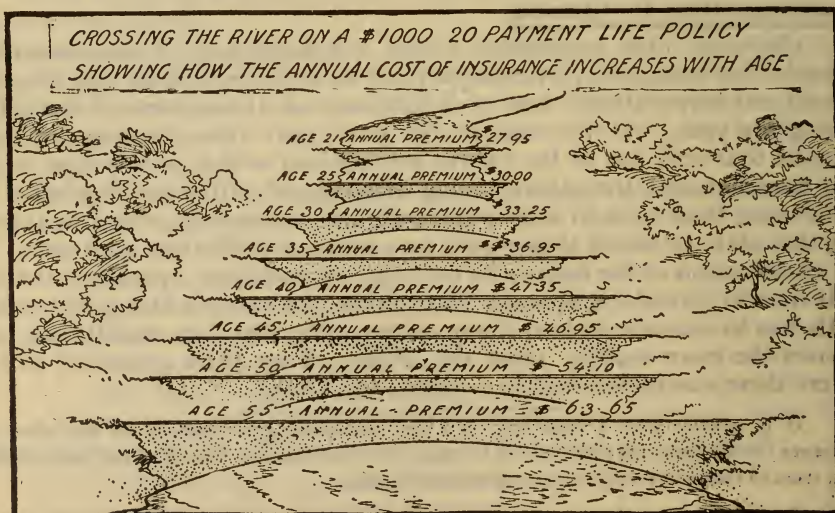 CROSSING THE RIVER ON A $1000 20 PAYMENT LIFE POLICY
SHOWING HOW THE ANNUAL COST OF INSURANCE INCREASES WITH AGE
AGE 21 ANNUAL PREMIUM $27.95
AGE 25 ANNUAL PREMIUM $30.00
AGE 30 ANNUAL PREMIUM $33.25
AGE 35 ANNUAL PREMIUM $$36.95
AGE 40 ANNUAL PREMIUM $47.35
AGE 45 ANNUAL PREMIUM $46.95
AGE 50 ANNUAL - PREMIUM $54.10
AGE 55 - ANNUAL - PREMIUM = $63-65